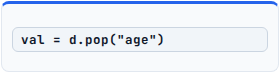 val = d.pop("age")